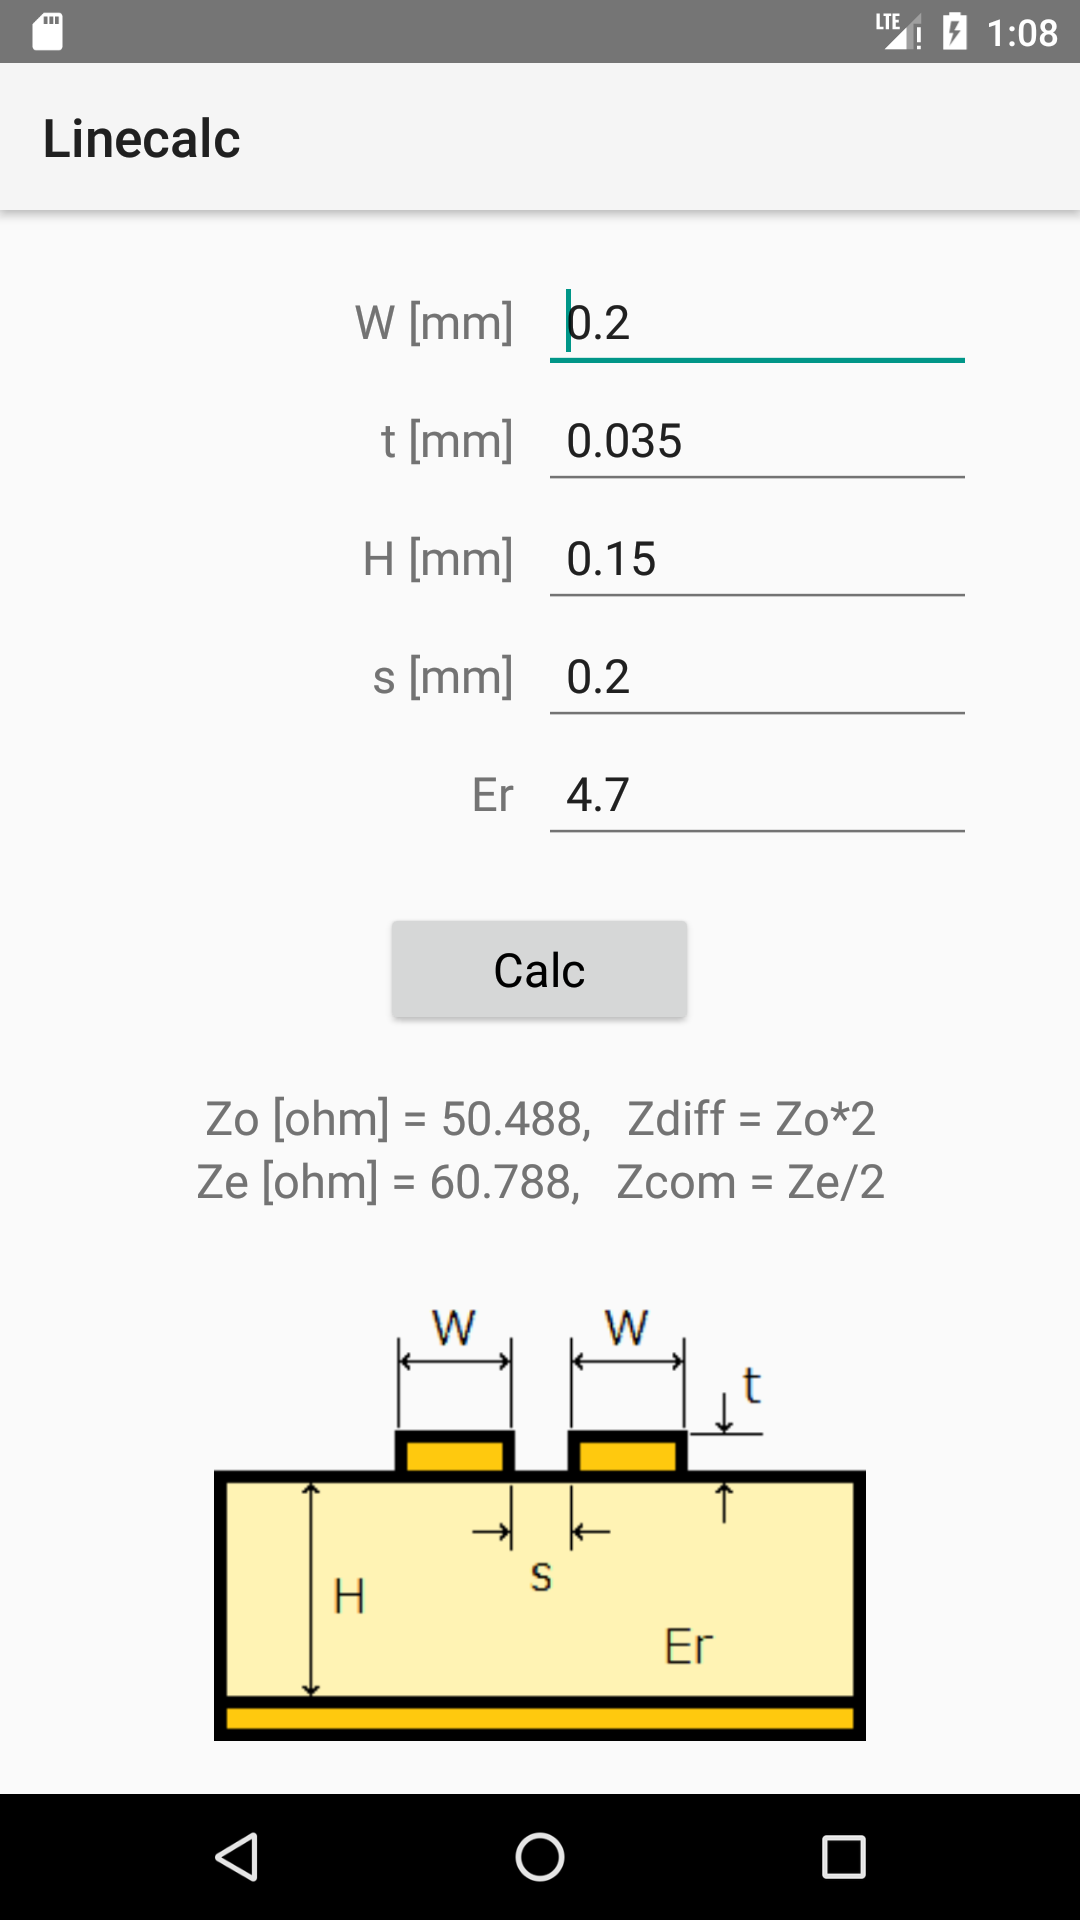 LTE 1:08
Linecalc
W [mm] 0.2
t [mm] 0.035
H [mm] 0.15
s [mm] 0.2
Er 4.7
Calc
Zo [ohm] = 50.488, Zdiff = Zo*2
Ze [ohm] = 60.788, Zcom = Ze/2
W W
t
s
H
Er